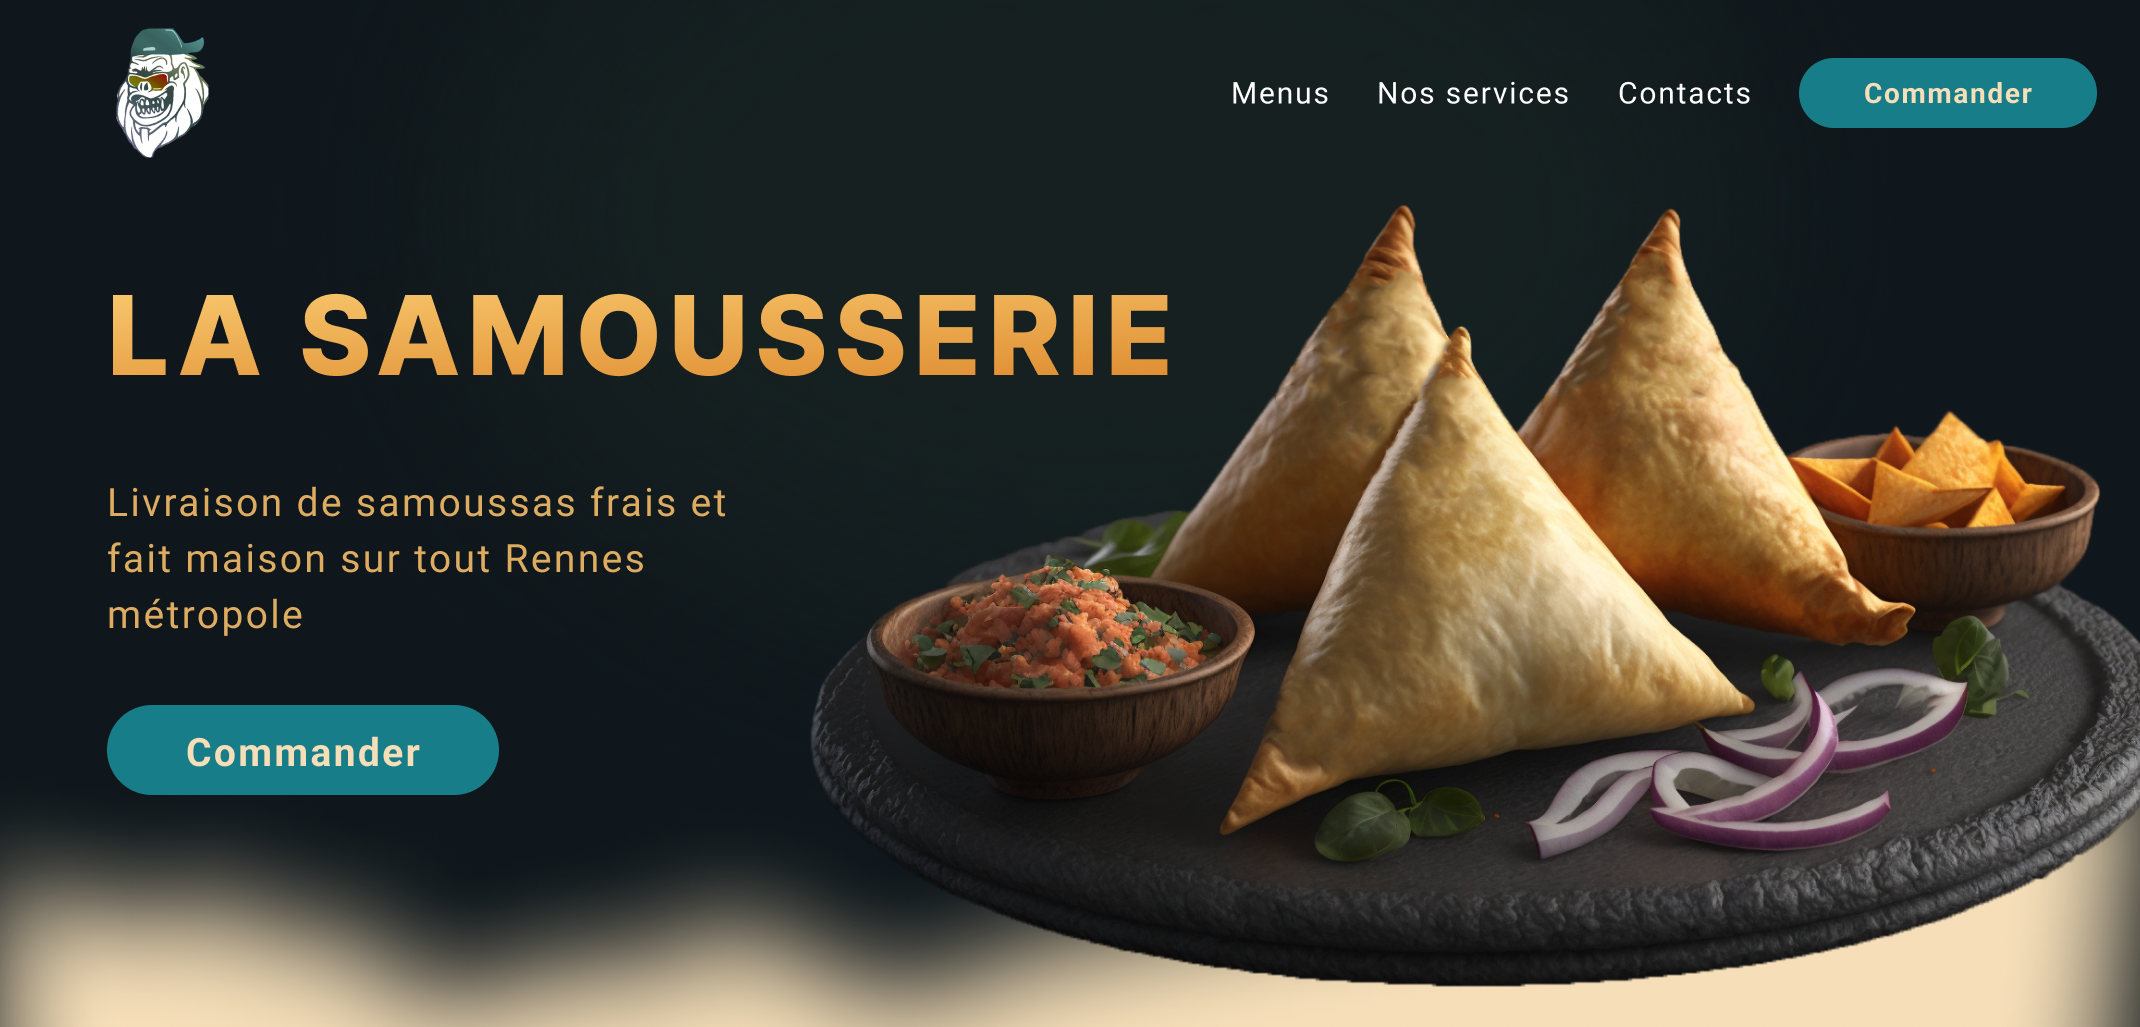 Menus
Nos services
Contacts
Commander
LA SAMOUSSERIE
Livraison de samoussas frais et
fait maison sur tout Rennes
métropole
Commander